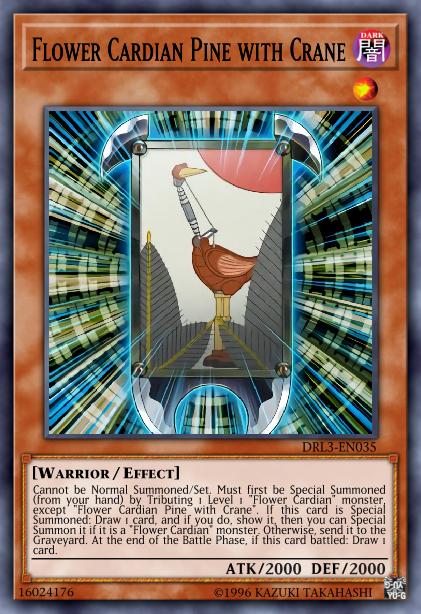 FLOWER CARDIAN PINE WITH CRANE
DARK
闇
DRL3-EN035
[WARRIOR / EFFECT]
Cannot be Normal Summoned/Set. Must first be Special Summoned
(from your hand) by Tributing 1 Level 1 "Flower Cardian" monster,
except "Flower Cardian Pine with Crane". If this card is Special
Summoned: Draw 1 card, and if you do, show it, then you can Special
Summon it if it is a "Flower Cardian" monster. Otherwise, send it to the
Graveyard. At the end of the Battle Phase, if this card battled: Draw 1
card.
ATK/2000 DEF/2000
16024176
©1996 KAZUKI TAKAHASHI